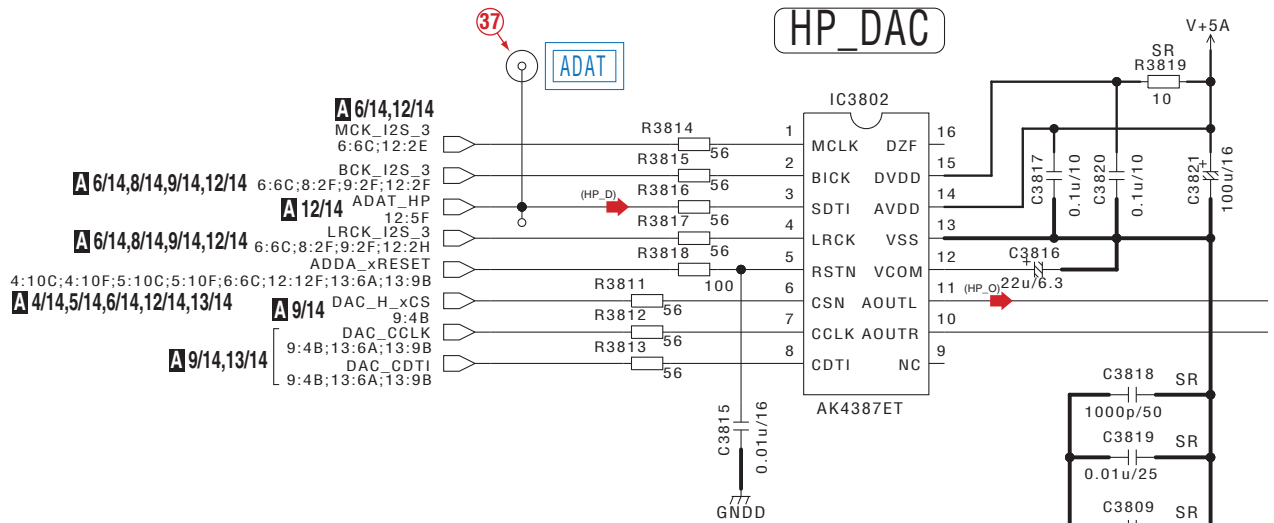 HP_DAC
37
ADAT
V+5A
SR
R3819
10
IC3802
A 6/14,12/14
MCK_I2S_3
6:6C;12:2E
R3814
56
1
MCLK
DZF
16
BCK_I2S_3
A 6/14,8/14,9/14,12/14
6:6C;8:2F;9:2F;12:2F
R3815
56
2
BICK
DVDD
15
ADAT_HP
A 12/14
12:5F
(HP_D)
R3816
56
3
SDTI
AVDD
14
LRCK_I2S_3
A 6/14,8/14,9/14,12/14
6:6C;8:2F;9:2F;12:2H
R3817
56
4
LRCK
VSS
13
ADDA_xRESET
4:10C;4:10F;5:10C;5:10F;6:6C;12:12F;13:6A;13:9B
A 4/14,5/14,6/14,12/14,13/14
R3818
100
5
RSTN
VCOM
12
C3816
+
22u/6.3
DAC_H_xCS
A 9/14
9:4B
R3811
56
6
CSN
AOUTL
11
(HP_O)
DAC_CCLK
9:4B;13:6A;13:9B
A 9/14,13/14
R3812
56
7
CCLK
AOUTR
10
DAC_CDTI
9:4B;13:6A;13:9B
R3813
56
8
CDTI
NC
9
AK4387ET
C3817
0.1u/10
C3820
0.1u/10
C3821
+
100u/16
C3815
0.01u/16
GNDD
C3818
SR
1000p/50
C3819
SR
0.01u/25
C3809
SR